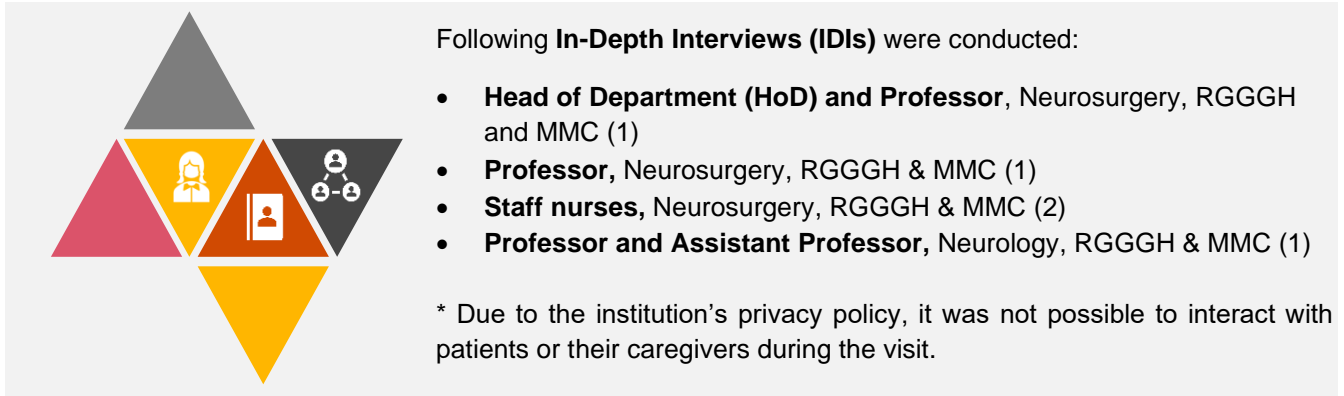 Following In-Depth Interviews (IDIs) were conducted:
• Head of Department (HoD) and Professor, Neurosurgery, RGGGH
and MMC (1)
• Professor, Neurosurgery, RGGGH & MMC (1)
• Staff nurses, Neurosurgery, RGGGH & MMC (2)
• Professor and Assistant Professor, Neurology, RGGGH & MMC (1)
* Due to the institution's privacy policy, it was not possible to interact with
patients or their caregivers during the visit.